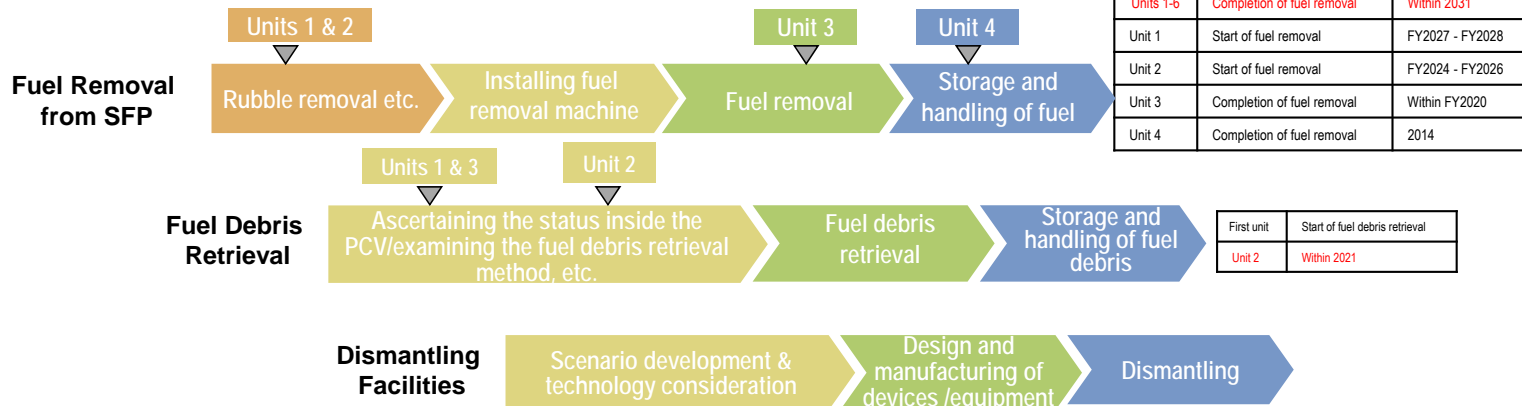 Units 1 & 2
Unit 3
Unit 4
Fuel Removal
from SFP
Rubble removal etc.
Installing fuel
removal machine
Fuel removal
Storage and
handling of fuel
Units 1-6 Completion of fuel removal Within 2031
Unit 1 Start of fuel removal FY2027 - FY2028
Unit 2 Start of fuel removal FY2024 - FY2026
Unit 3 Completion of fuel removal Within FY2020
Unit 4 Completion of fuel removal 2014
Units 1 & 3
Unit 2
Fuel Debris
Retrieval
Ascertaining the status inside the
PCV/examining the fuel debris retrieval
method, etc.
Fuel debris
retrieval
Storage and
handling of fuel
debris
First unit Start of fuel debris retrieval
Unit 2 Within 2021
Dismantling
Facilities
Scenario development &
technology consideration
Design and
manufacturing of
devices /equipment
Dismantling